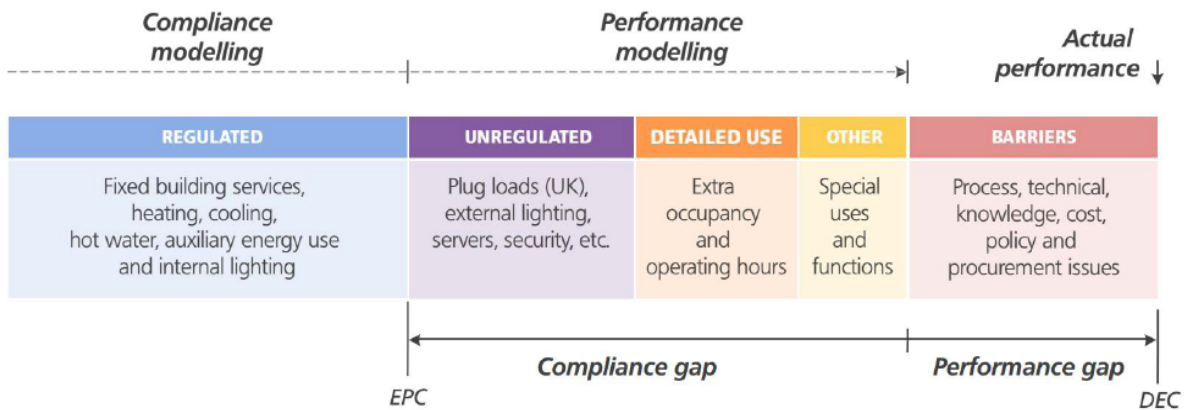 Compliance
modelling
Performance
modelling
Actual
performance
REGULATED
UNREGULATED
DETAILED USE
OTHER
BARRIERS
Fixed building services,
heating, cooling,
hot water, auxiliary energy use
and internal lighting
Plug loads (UK),
external lighting,
servers, security, etc.
Extra
occupancy
and
operating hours
Special
uses
and
functions
Process, technical,
knowledge, cost,
policy and
procurement issues
Compliance gap
Performance gap
EPC
DEC